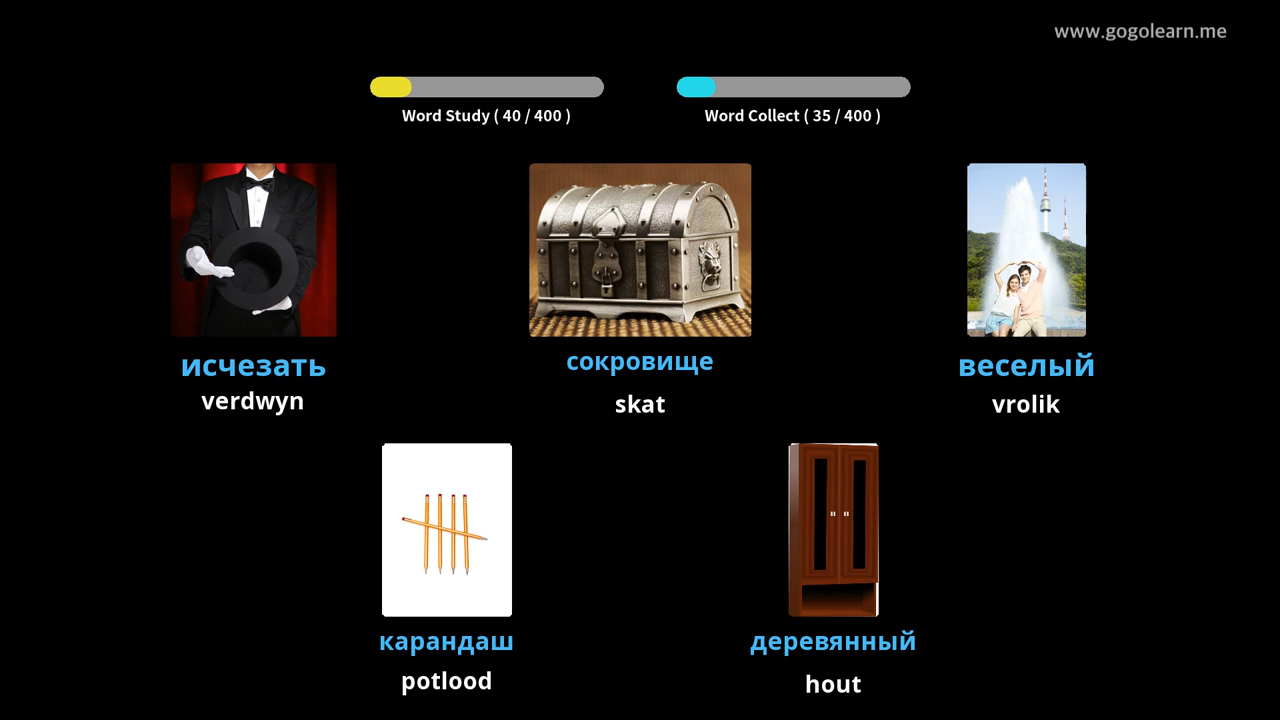 www.gogolearn.me
Word Study ( 40 / 400 )
Word Collect ( 35 / 400 )
исчезать
verdwyn
сокровище
skat
веселый
vrolik
карандаш
potlood
деревянный
hout